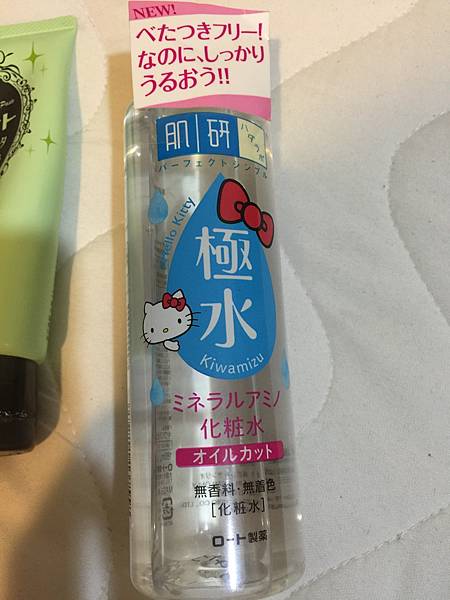 NEW!
べたつきフリー!
なのに、しっかり
うるおう!!
肌研
ハダラボ
パーフェクトシンプル
Hello Kitty
極水
Kiwamizu
ミネラルアミノ
化粧水
オイルカット
無香料・無着色
[化粧水]
ロート製薬